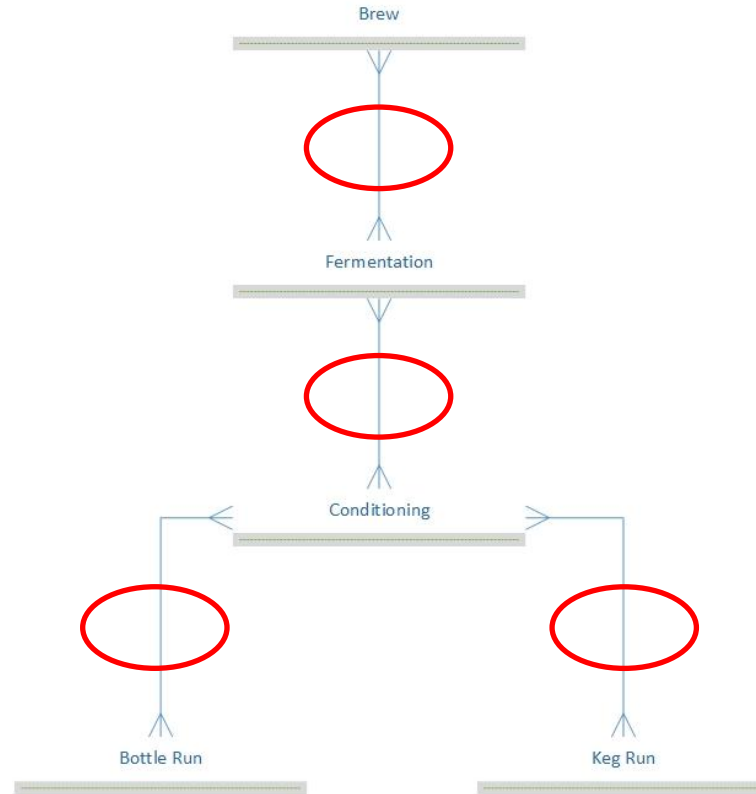 Brew
Fermentation
Conditioning
Bottle Run
Keg Run